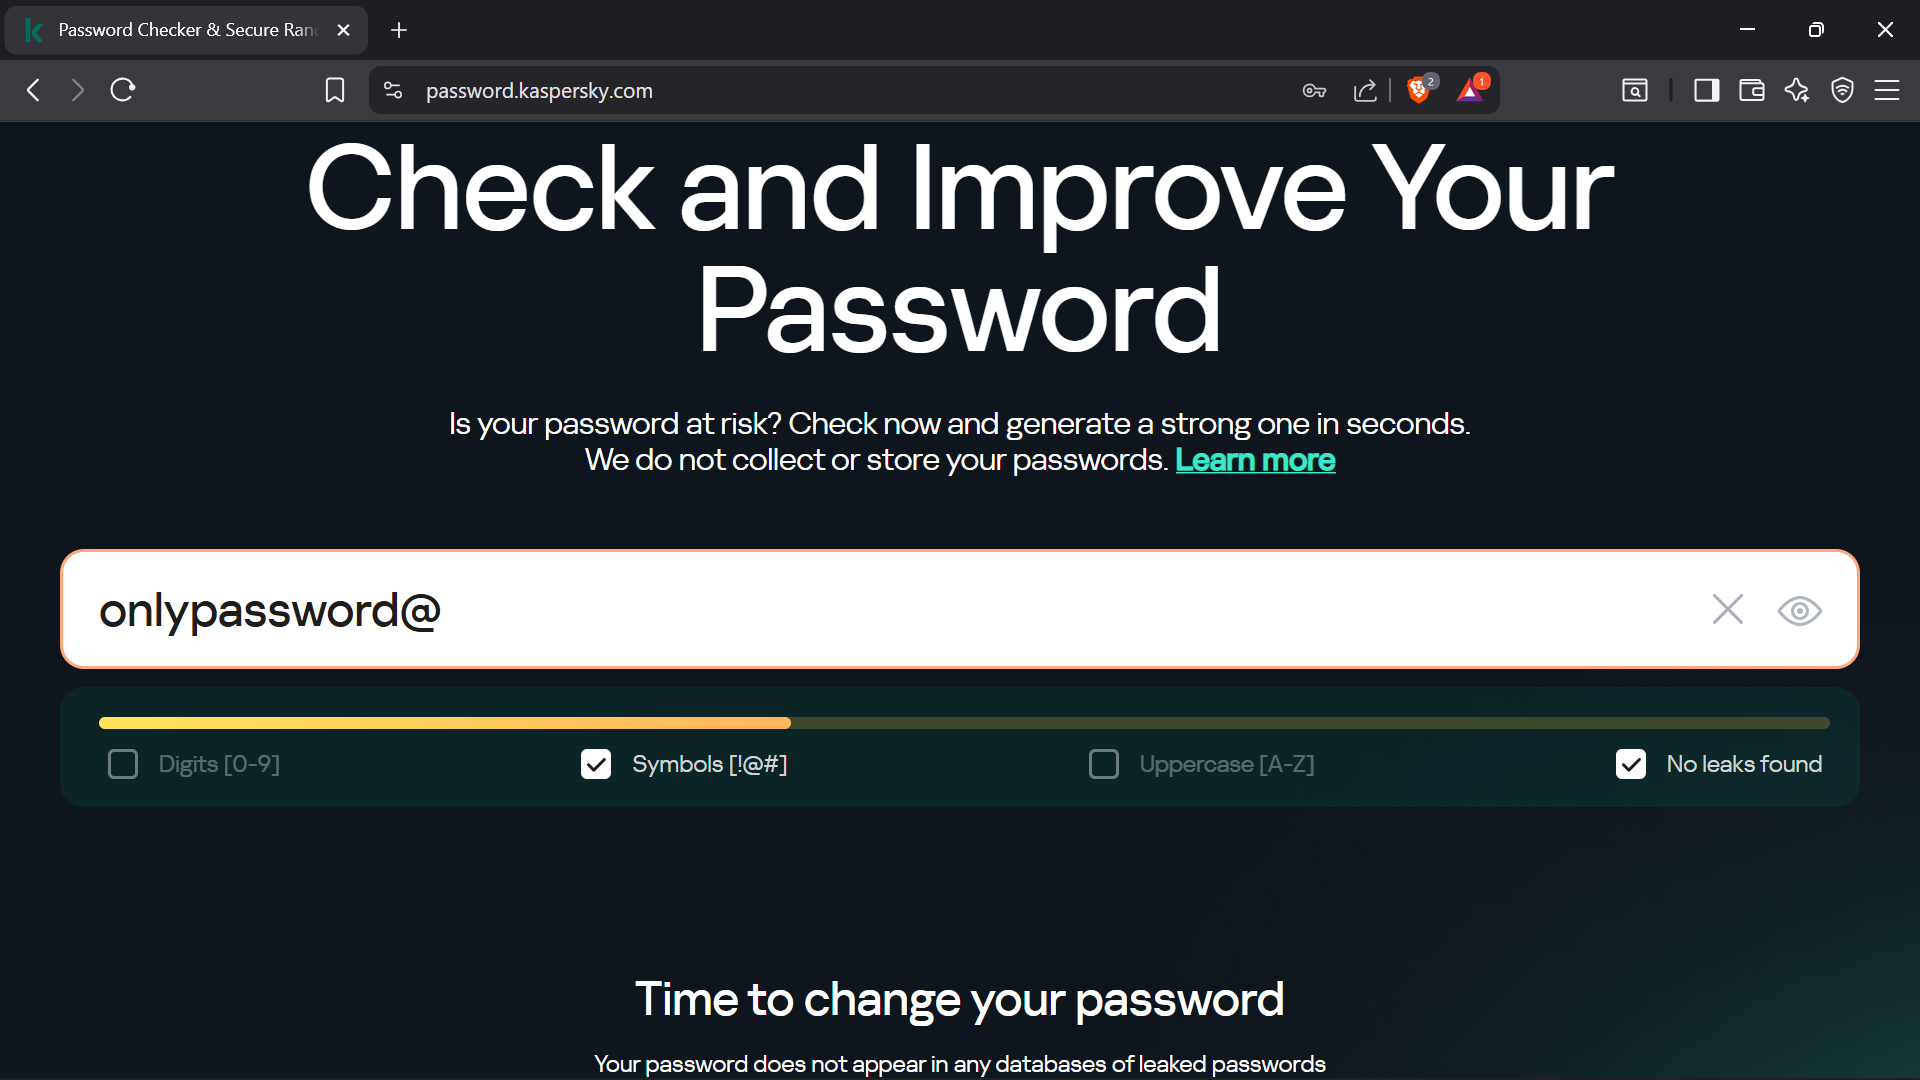 Password Checker & Secure Ran
password.kaspersky.com
2
1
Check and Improve Your
Password
Is your password at risk? Check now and generate a strong one in seconds.
We do not collect or store your passwords. Learn more
onlypassword@
Digits [0-9]
Symbols [!@#]
Uppercase [A-Z]
No leaks found
Time to change your password
Your password does not appear in any databases of leaked passwords